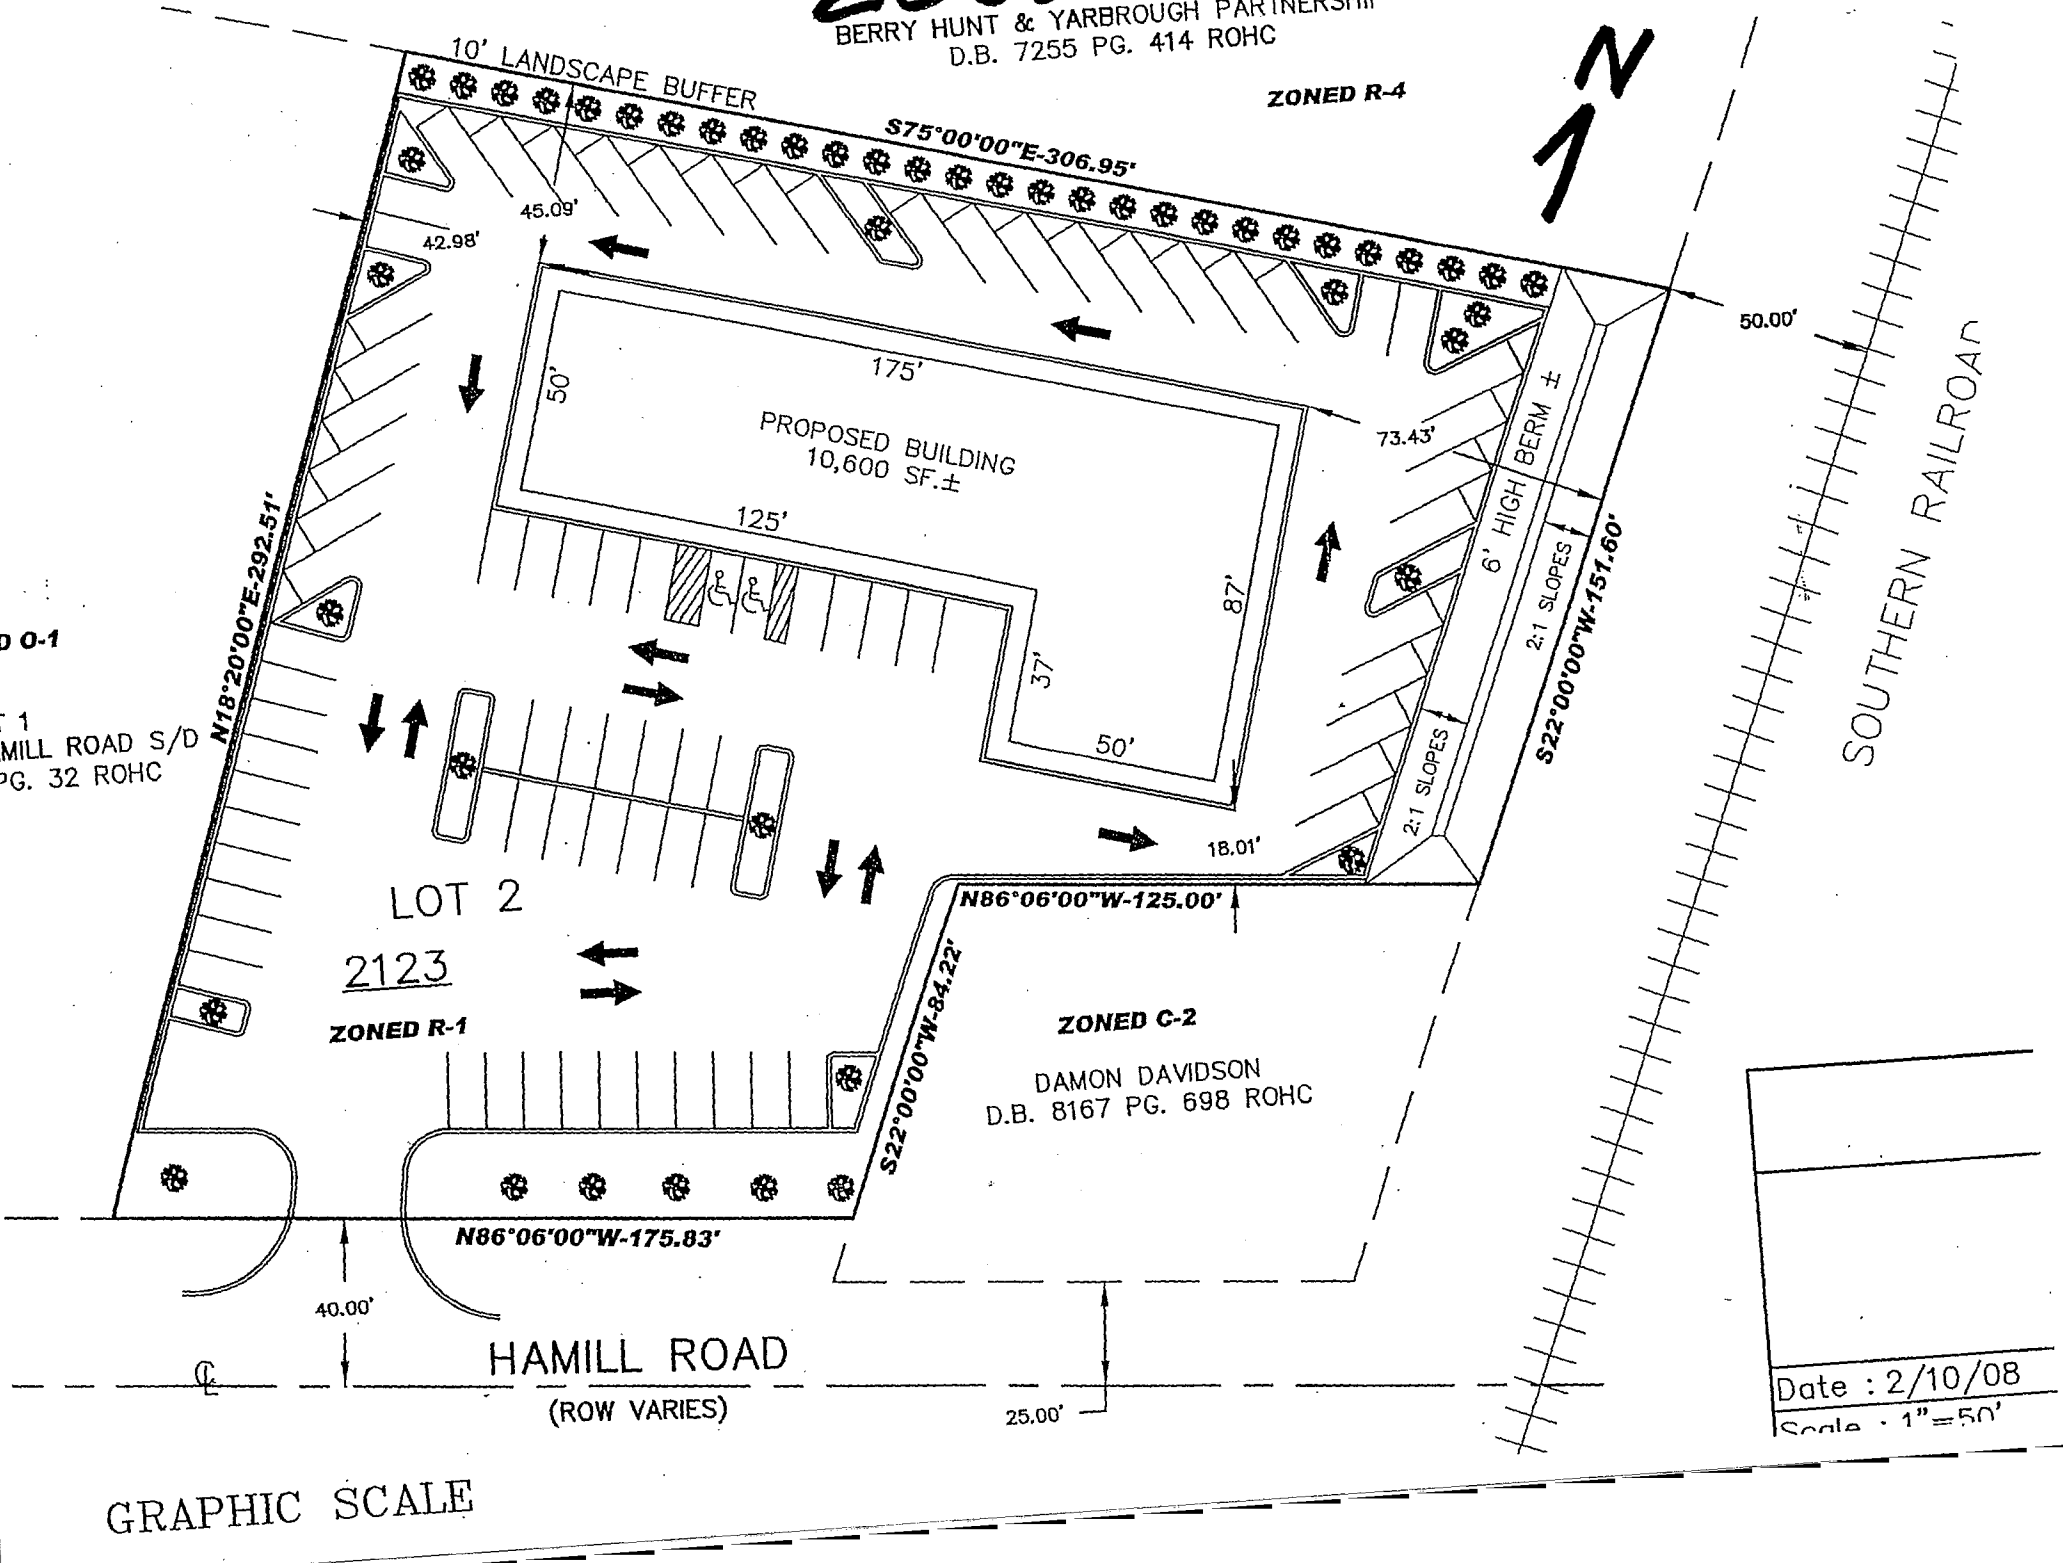 BERRY HUNT & YARBROUGH PARTNERSHIP
D.B. 7255 PG. 414 ROHC
ZONED R-4
N
10' LANDSCAPE BUFFER
S75°00'00"E-306.95'
45.09'
42.98'
50.00'
175'
50'
PROPOSED BUILDING
10,600 SF.±
73.43'
125'
6' HIGH BERM ±
2:1 SLOPES
S22°00'00"W-151.60'
SOUTHERN RAILROAD
N18°20'00"E-292.51'
87'
37'
50'
O-1
1
MILL ROAD S/D
PG. 32 ROHC
2:1 SLOPES
18.01'
LOT 2
2123
ZONED R-1
N86°06'00"W-125.00'
S22°00'00"W-84.22'
ZONED C-2
DAMON DAVIDSON
D.B. 8167 PG. 698 ROHC
N86°06'00"W-175.83'
40.00'
HAMILL ROAD
(ROW VARIES)
CL
25.00'
Date : 2/10/08
Scale : 1"=50'
GRAPHIC SCALE